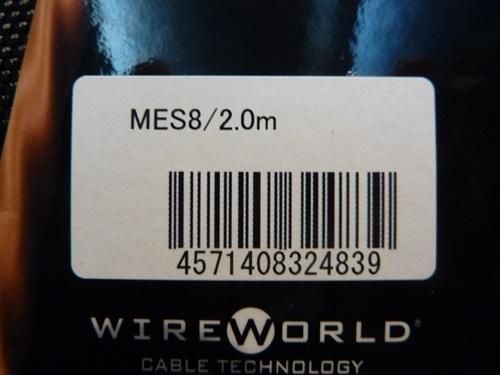 MES8/2.0m
4571408324839
WIREWORLD®
CABLE TECHNOLOGY